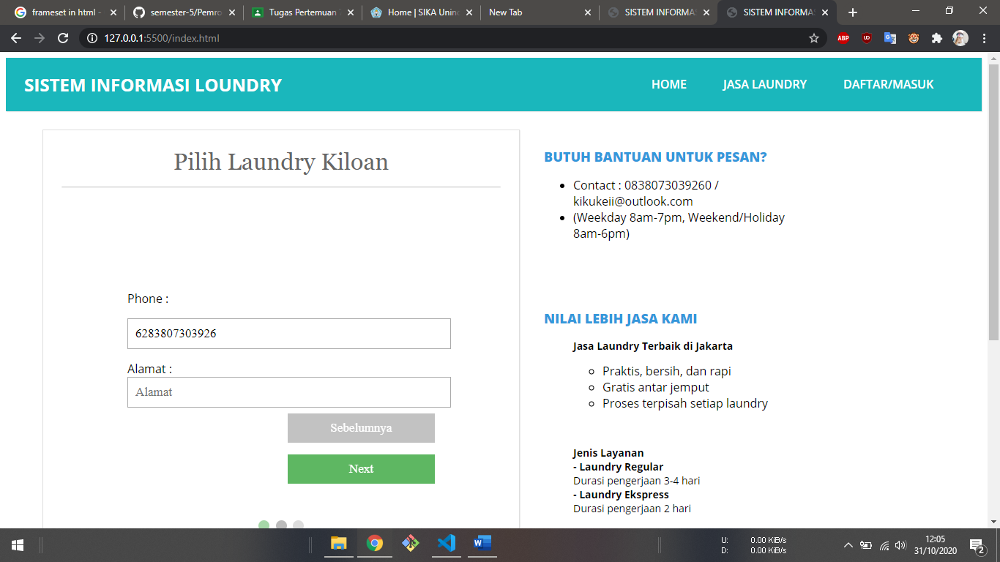 frameset in html -
semester-5/Pemro
Tugas Pertemuan
Home | SIKA Unin
New Tab
SISTEM INFORMAS
SISTEM INFORMAS
127.0.0.1:5500/index.html
ABP
UD
SISTEM INFORMASI LOUNDRY
HOME
JASA LAUNDRY
DAFTAR/MASUK
Pilih Laundry Kiloan
Phone :
6283807303926
Alamat :
Alamat
Sebelumnya
Next
BUTUH BANTUAN UNTUK PESAN?
Contact : 0838073039260 /
kikukeii@outlook.com
(Weekday 8am-7pm, Weekend/Holiday
8am-6pm)
NILAI LEBIH JASA KAMI
Jasa Laundry Terbaik di Jakarta
Praktis, bersih, dan rapi
Gratis antar jemput
Proses terpisah setiap laundry
Jenis Layanan
- Laundry Regular
Durasi pengerjaan 3-4 hari
- Laundry Ekspress
Durasi pengerjaan 2 hari
U: 0.00 KiB/s
D: 0.00 KiB/s
12:05
31/10/2020
2